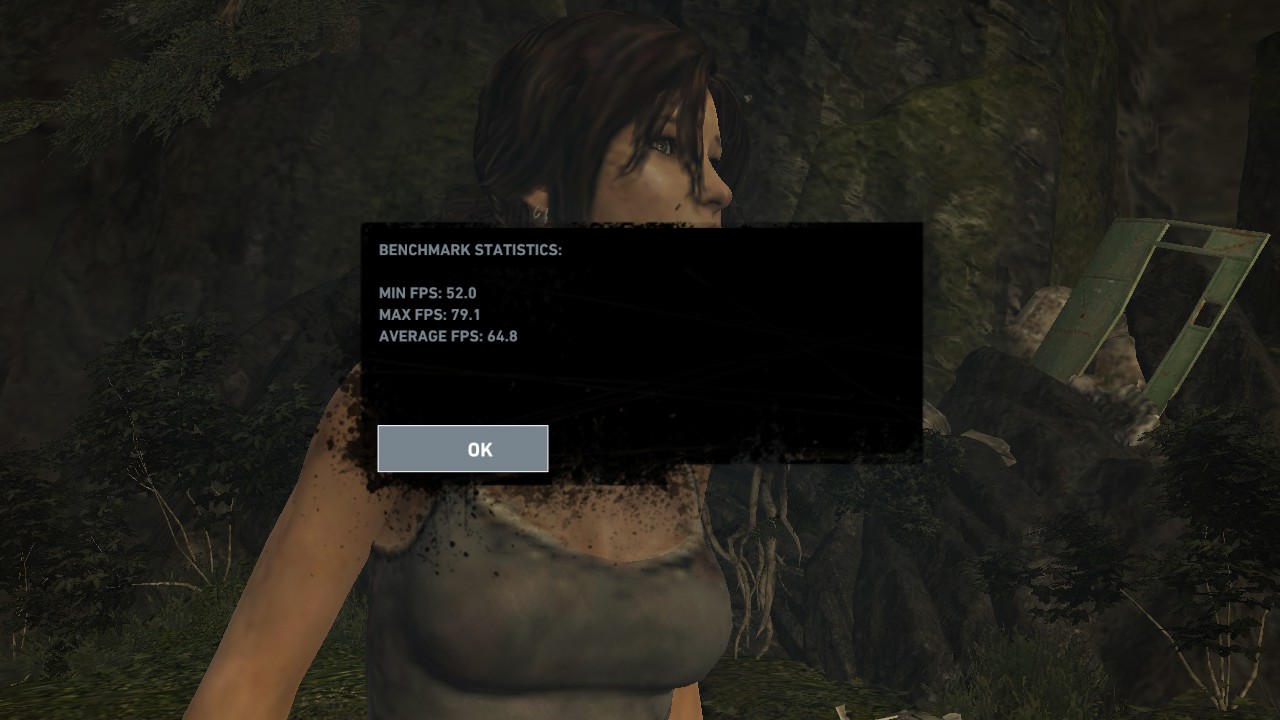 BENCHMARK STATISTICS:
MIN FPS: 52.0
MAX FPS: 79.1
AVERAGE FPS: 64.8
OK